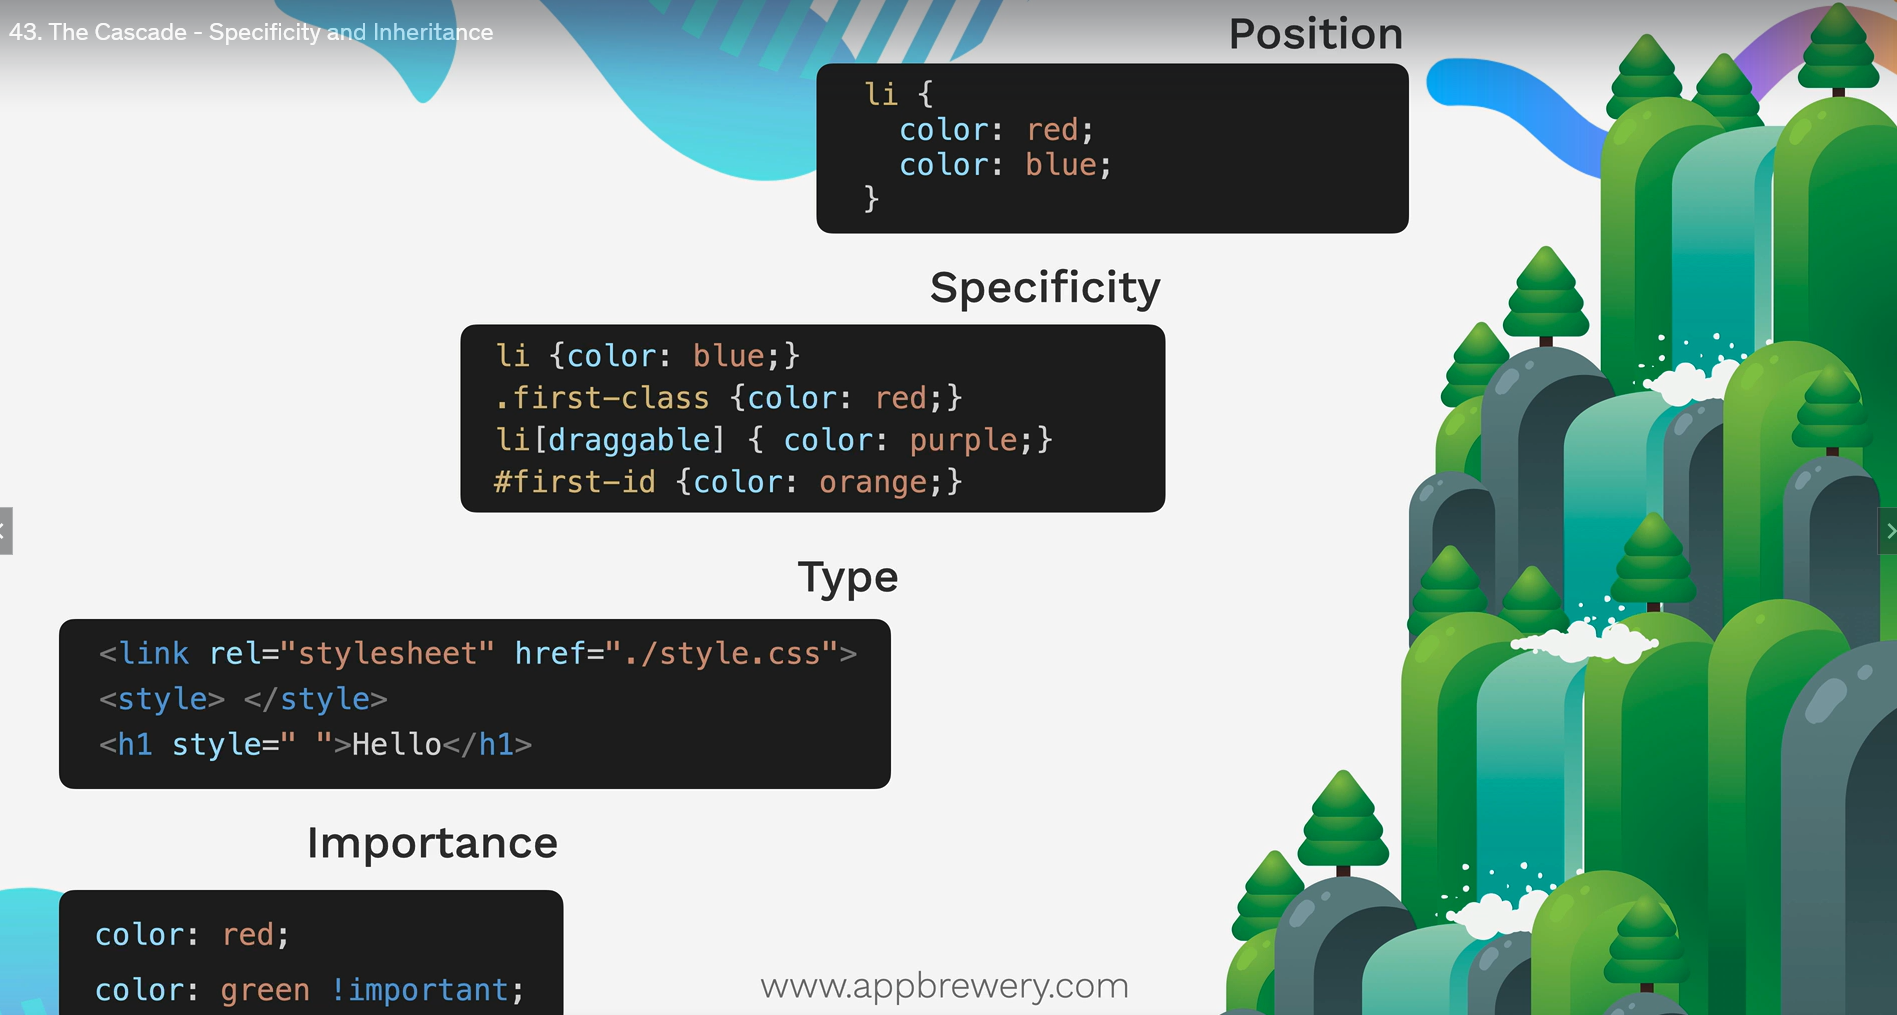 43. The Cascade - Specificity and Inheritance
Position
li {
  color: red;
  color: blue;
}
Specificity
li {color: blue;}
.first-class {color: red;}
li[draggable] { color: purple;}
#first-id {color: orange;}
Type
<link rel="stylesheet" href="./style.css">
<style> </style>
<h1 style=" ">Hello</h1>
Importance
color: red;
color: green !important;
www.appbrewery.com